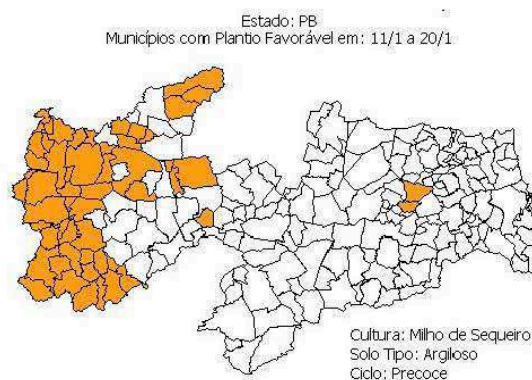 Estado: PB
Municípios com Plantio Favorável em: 11/1 a 20/1
Cultura: Milho de Sequeiro
Solo Tipo: Argiloso
Ciclo: Precoce